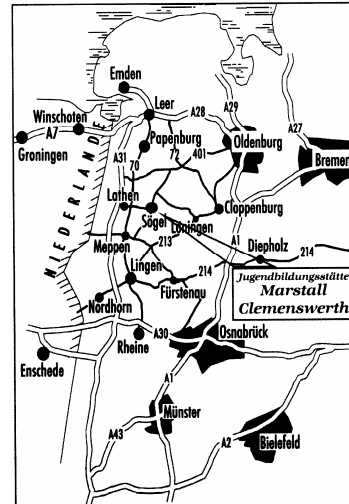 Emden
Leer
A28
A29
Winschoten
A7
Groningen
Papenburg
72
401
Oldenburg
A27
Bremen
A31
70
NIEDERLANDE
Lathen
Sögel
Löningen
Cloppenburg
A1
Meppen
213
Diepholz
214
Lingen
214
Fürstenau
Nordhorn
Jugendbildungsstätte
Marstall
Clemenswerth
Rheine
A30
Osnabrück
Enschede
A1
Münster
A43
A2
Bielefeld